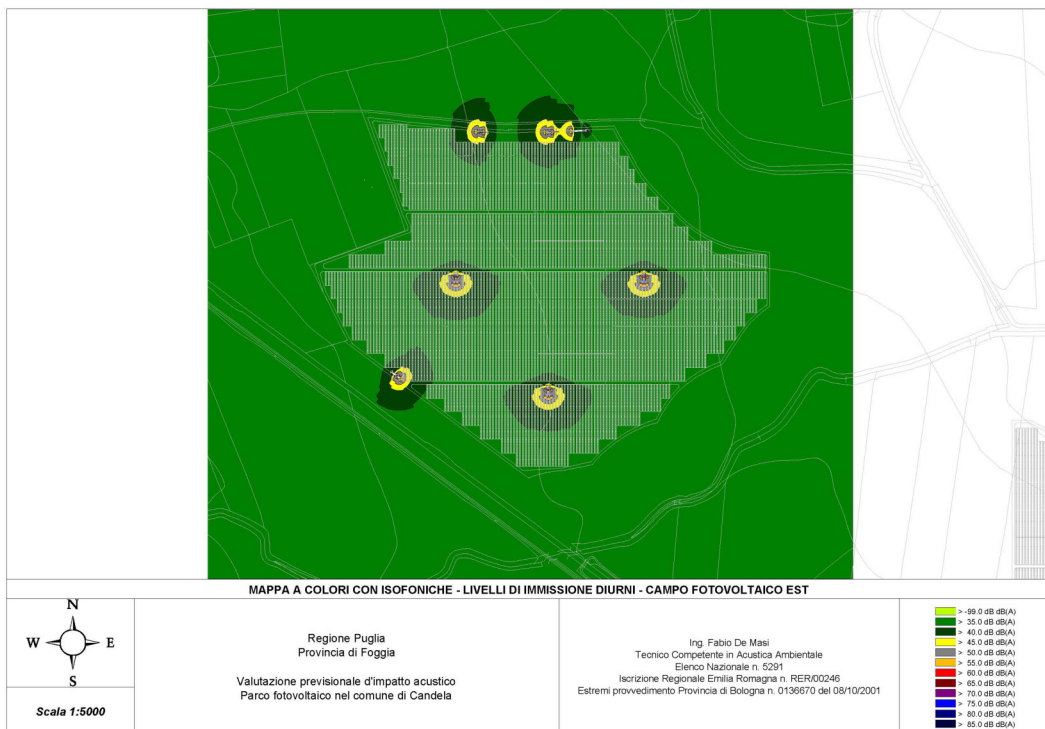 MAPPA A COLORI CON ISOFONICHE - LIVELLI DI IMMISSIONE DIURNI - CAMPO FOTOVOLTAICO EST
N
W E
S
Scala 1:5000
Regione Puglia
Provincia di Foggia
Valutazione previsionale d'impatto acustico
Parco fotovoltaico nel comune di Candela
Ing. Fabio De Masi
Tecnico Competente in Acustica Ambientale
Elenco Nazionale n. 5291
Iscrizione Regionale Emilia Romagna n. RER/00246
Estremi provvedimento Provincia di Bologna n. 0136670 del 08/10/2001
> -99.0 dB dB(A)
> 35.0 dB dB(A)
> 40.0 dB dB(A)
> 45.0 dB dB(A)
> 50.0 dB dB(A)
> 55.0 dB dB(A)
> 60.0 dB dB(A)
> 65.0 dB dB(A)
> 70.0 dB dB(A)
> 75.0 dB dB(A)
> 80.0 dB dB(A)
> 85.0 dB dB(A)